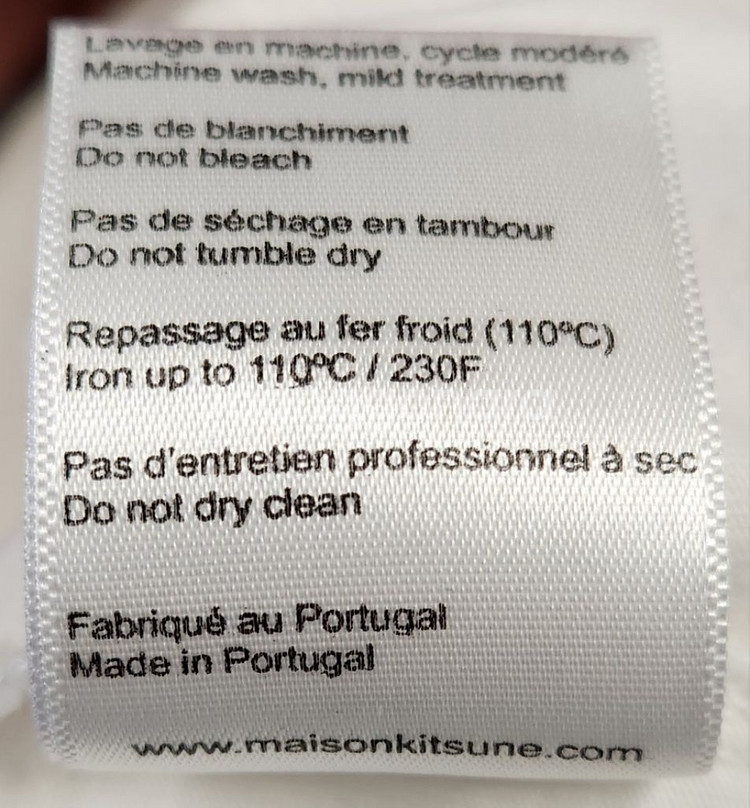 Lavage en machine, cycle modéré
Machine wash, mild treatment
Pas de blanchiment
Do not bleach
Pas de séchage en tambour
Do not tumble dry
Repassage au fer froid (110ºC)
Iron up to 110ºC / 230F
Pas d'entretien professionnel à sec
Do not dry clean
Fabriqué au Portugal
Made in Portugal
www.maisonkitsune.com